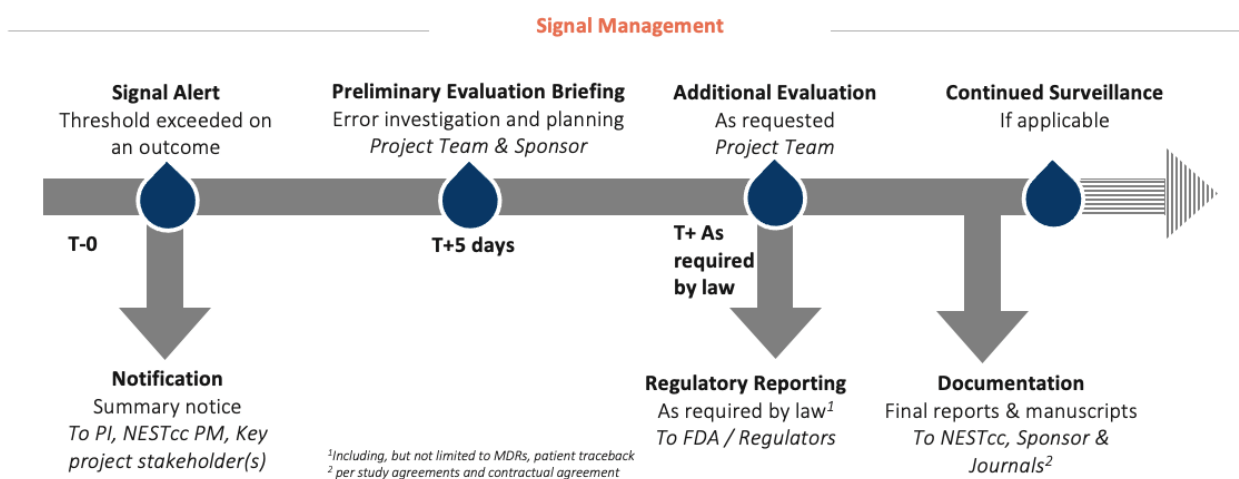 Signal Management
Signal Alert
Threshold exceeded on
an outcome
Preliminary Evaluation Briefing
Error investigation and planning
Project Team & Sponsor
Additional Evaluation
As requested
Project Team
Continued Surveillance
If applicable
T-0
T+5 days
T+ As
required
by law
Notification
Summary notice
To PI, NESTcc PM, Key
project stakeholder(s)
Regulatory Reporting
As required by law¹
To FDA / Regulators
Documentation
Final reports & manuscripts
To NESTcc, Sponsor &
Journals²
¹Including, but not limited to MDRs, patient traceback
² per study agreements and contractual agreement